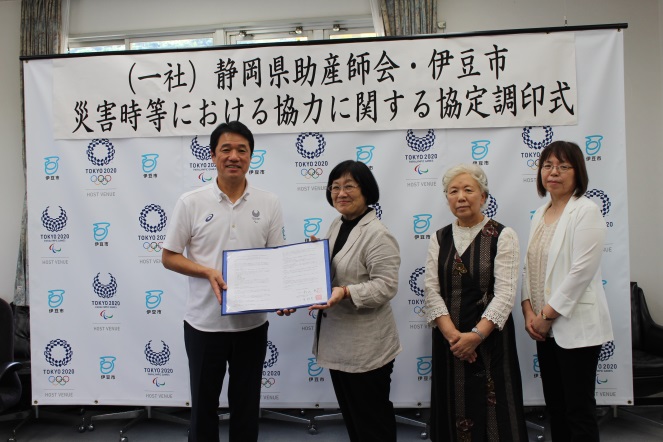 （一社）静岡県助産師会・伊豆市
災害時等における協力に関する協定調印式
TOKYO 2020
HOST VENUE
伊豆市